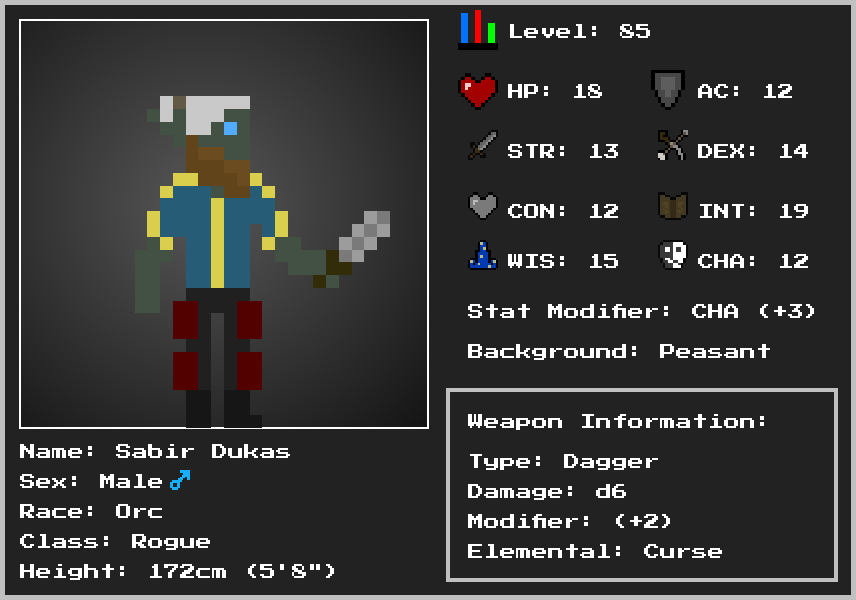 Level: 85
HP: 18
AC: 12
STR: 13
DEX: 14
CON: 12
INT: 19
WIS: 15
CHA: 12
Stat Modifier: CHA (+3)
Background: Peasant
Weapon Information:
Type: Dagger
Damage: d6
Modifier: (+2)
Elemental: Curse
Name: Sabir Dukas
Sex: Male♂
Race: Orc
Class: Rogue
Height: 172cm (5'8")